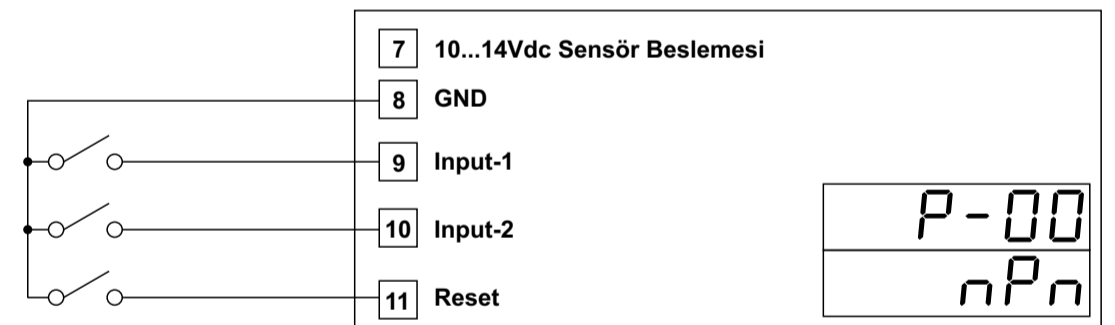 7 10...14Vdc Sensör Beslemesi
8 GND
9 Input-1
10 Input-2
11 Reset
P-00
nPn